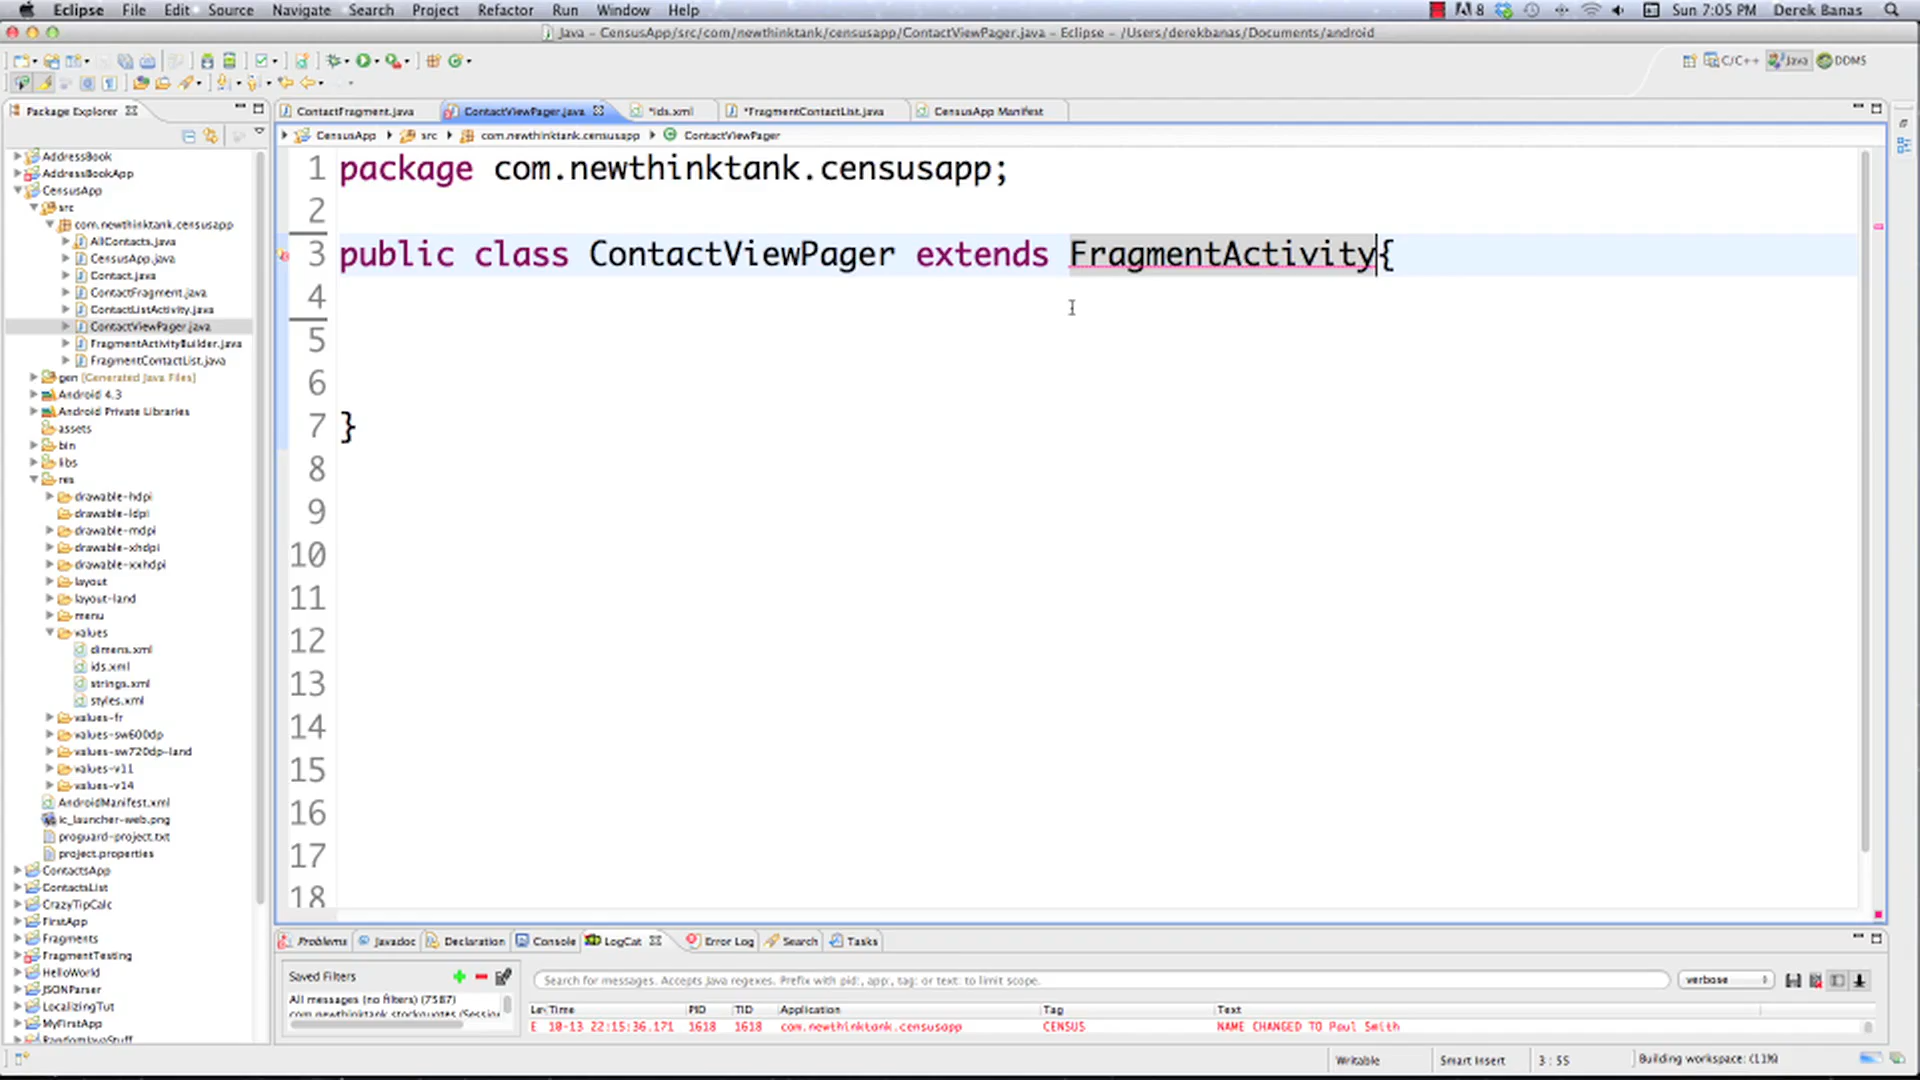 Eclipse File Edit Source Navigate Search Project Refactor Run Window Help 8 Sun 7:05 PM Derek Banas
Java – CensusApp/src/com/newthinktank/censusapp/ContactViewPager.java – Eclipse – /Users/derekbanas/Documents/android
C/C++ Java DDMS
Package Explorer
ContactFragment.java ContactViewPager.java *ids.xml *FragmentContactList.java CensusApp Manifest
CensusApp src com.newthinktank.censusapp ContactViewPager
AddressBook
AddressBookApp
CensusApp
src
com.newthinktank.censusapp
AllContacts.java
CensusApp.java
Contact.java
ContactFragment.java
ContactListActivity.java
ContactViewPager.java
FragmentActivityBuilder.java
FragmentContactList.java
gen [Generated Java Files]
Android 4.3
Android Private Libraries
assets
bin
libs
res
drawable-hdpi
drawable-ldpi
drawable-mdpi
drawable-xhdpi
drawable-xxhdpi
layout
layout-land
menu
values
dimens.xml
ids.xml
strings.xml
styles.xml
values-fr
values-sw600dp
values-sw720dp-land
values-v11
values-v14
AndroidManifest.xml
ic_launcher-web.png
proguard-project.txt
project.properties
ContactsApp
ContactsList
CrazyTipCalc
FirstApp
Fragments
FragmentTesting
HelloWorld
JSONParser
LocalizingTut
MyFirstApp
RandomJavaStuff
1 package com.newthinktank.censusapp;
2
3 public class ContactViewPager extends FragmentActivity{
4
5
6
7 }
8
9
10
11
12
13
14
15
16
17
18
Problems Javadoc Declaration Console LogCat Error Log Search Tasks
Saved Filters
All messages (no filters) (7587)
com.newthinktank.stockquotes (Session
Search for messages. Accepts Java regexes. Prefix with pid:, app:, tag: or text: to limit scope. verbose
Time PID TID Application Tag Text
E 10-13 22:15:36.171 1618 1618 com.newthinktank.censusapp CENSUS NAME CHANGED TO Paul Smith
Writable Smart Insert 3 : 55 Building workspace: (11%)